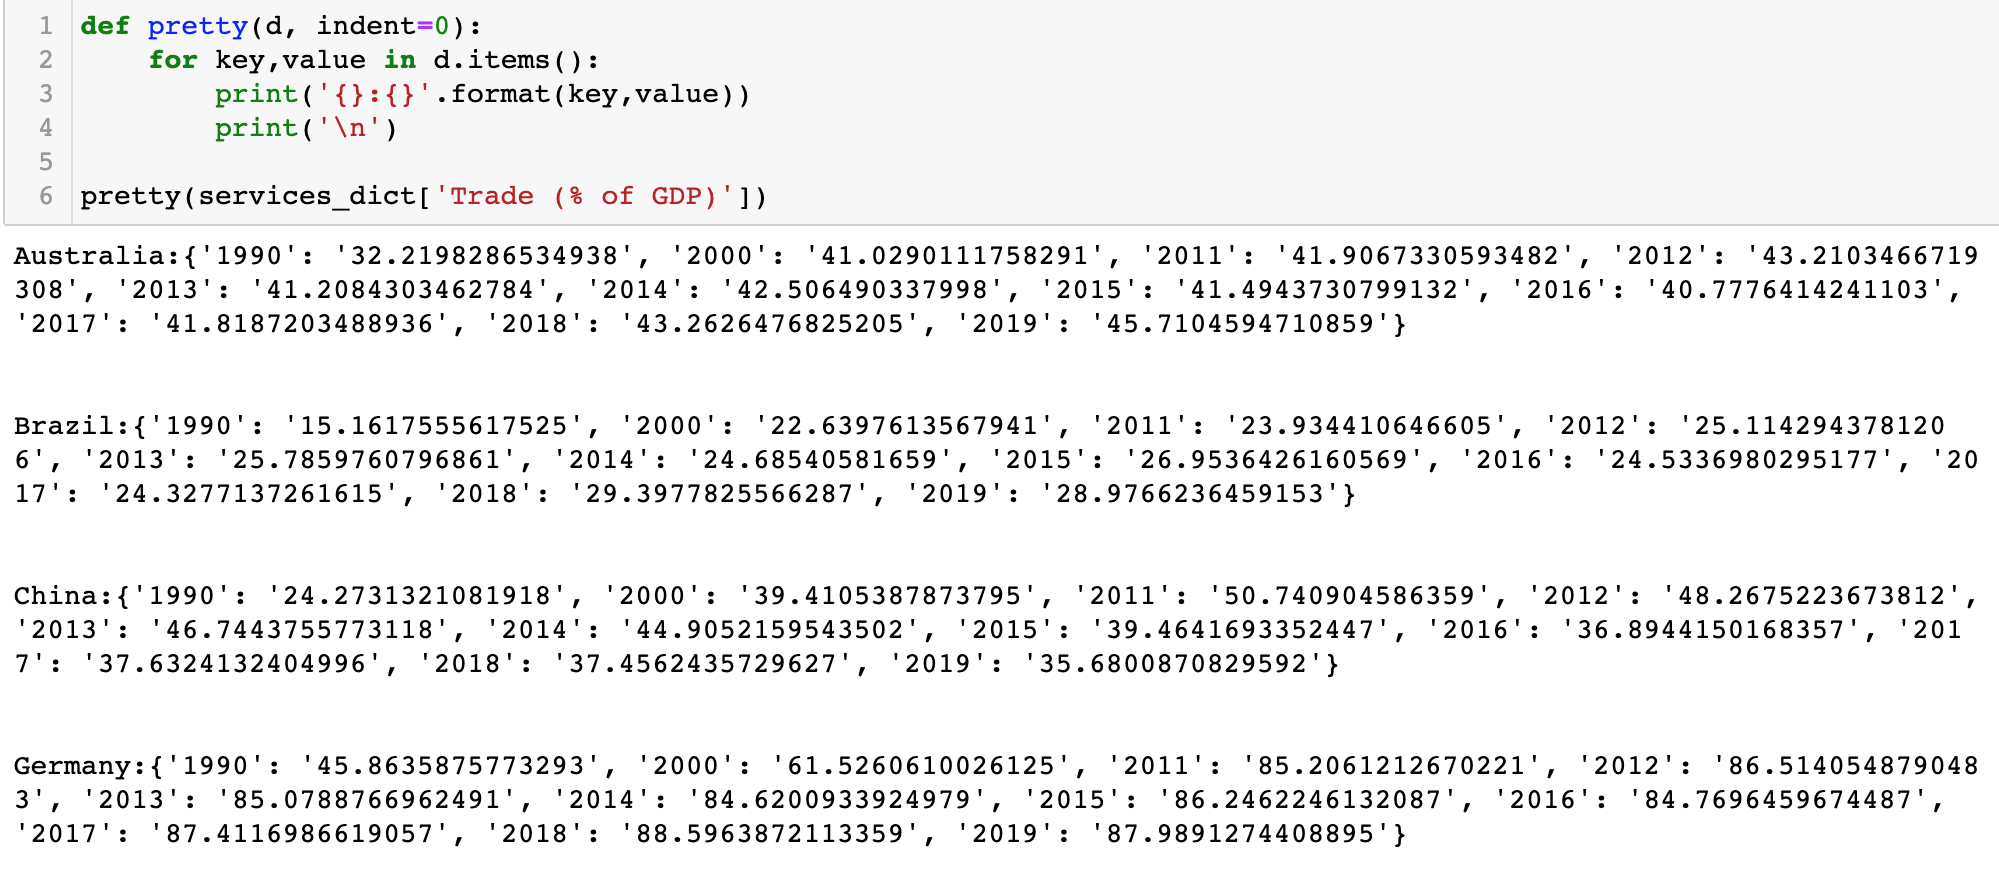 1 def pretty(d, indent=0):
2     for key,value in d.items():
3         print('{}:{}'.format(key,value))
4         print('\n')
5
6 pretty(services_dict['Trade (% of GDP)'])
Australia:{'1990': '32.2198286534938', '2000': '41.0290111758291', '2011': '41.9067330593482', '2012': '43.2103466719
308', '2013': '41.2084303462784', '2014': '42.506490337998', '2015': '41.4943730799132', '2016': '40.7776414241103',
'2017': '41.8187203488936', '2018': '43.2626476825205', '2019': '45.7104594710859'}
Brazil:{'1990': '15.1617555617525', '2000': '22.6397613567941', '2011': '23.934410646605', '2012': '25.114294378120
6', '2013': '25.7859760796861', '2014': '24.68540581659', '2015': '26.9536426160569', '2016': '24.5336980295177', '20
17': '24.3277137261615', '2018': '29.3977825566287', '2019': '28.9766236459153'}
China:{'1990': '24.2731321081918', '2000': '39.4105387873795', '2011': '50.740904586359', '2012': '48.2675223673812',
'2013': '46.7443755773118', '2014': '44.9052159543502', '2015': '39.4641693352447', '2016': '36.8944150168357', '201
7': '37.6324132404996', '2018': '37.4562435729627', '2019': '35.6800870829592'}
Germany:{'1990': '45.8635875773293', '2000': '61.5260610026125', '2011': '85.2061212670221', '2012': '86.514054879048
3', '2013': '85.0788766962491', '2014': '84.6200933924979', '2015': '86.2462246132087', '2016': '84.7696459674487',
'2017': '87.4116986619057', '2018': '88.5963872113359', '2019': '87.9891274408895'}